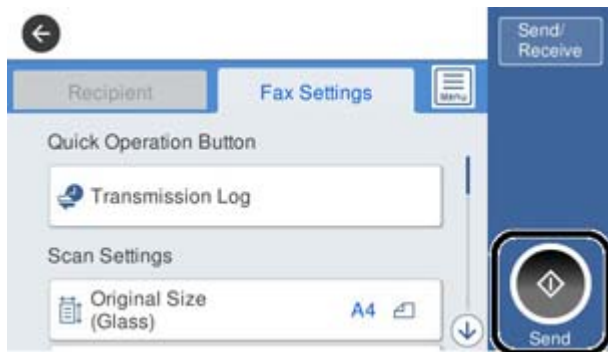 Send/
Receive
Recipient
Fax Settings
Menu
Quick Operation Button
Transmission Log
Scan Settings
Original Size
(Glass)
A4
Send